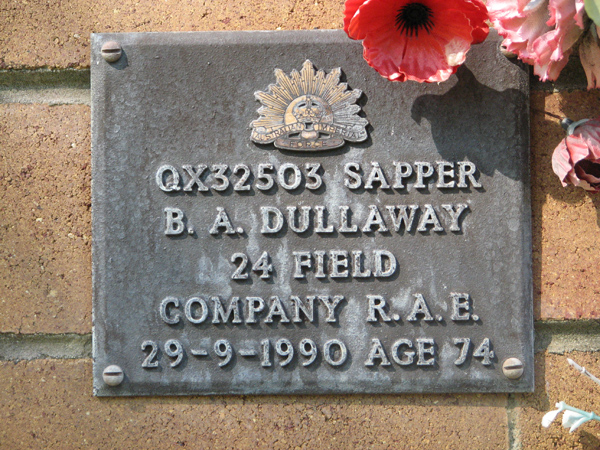 QX32503 SAPPER
B. A. DULLAWAY
24 FIELD
COMPANY R.A.E.
29-9-1990 AGE 74